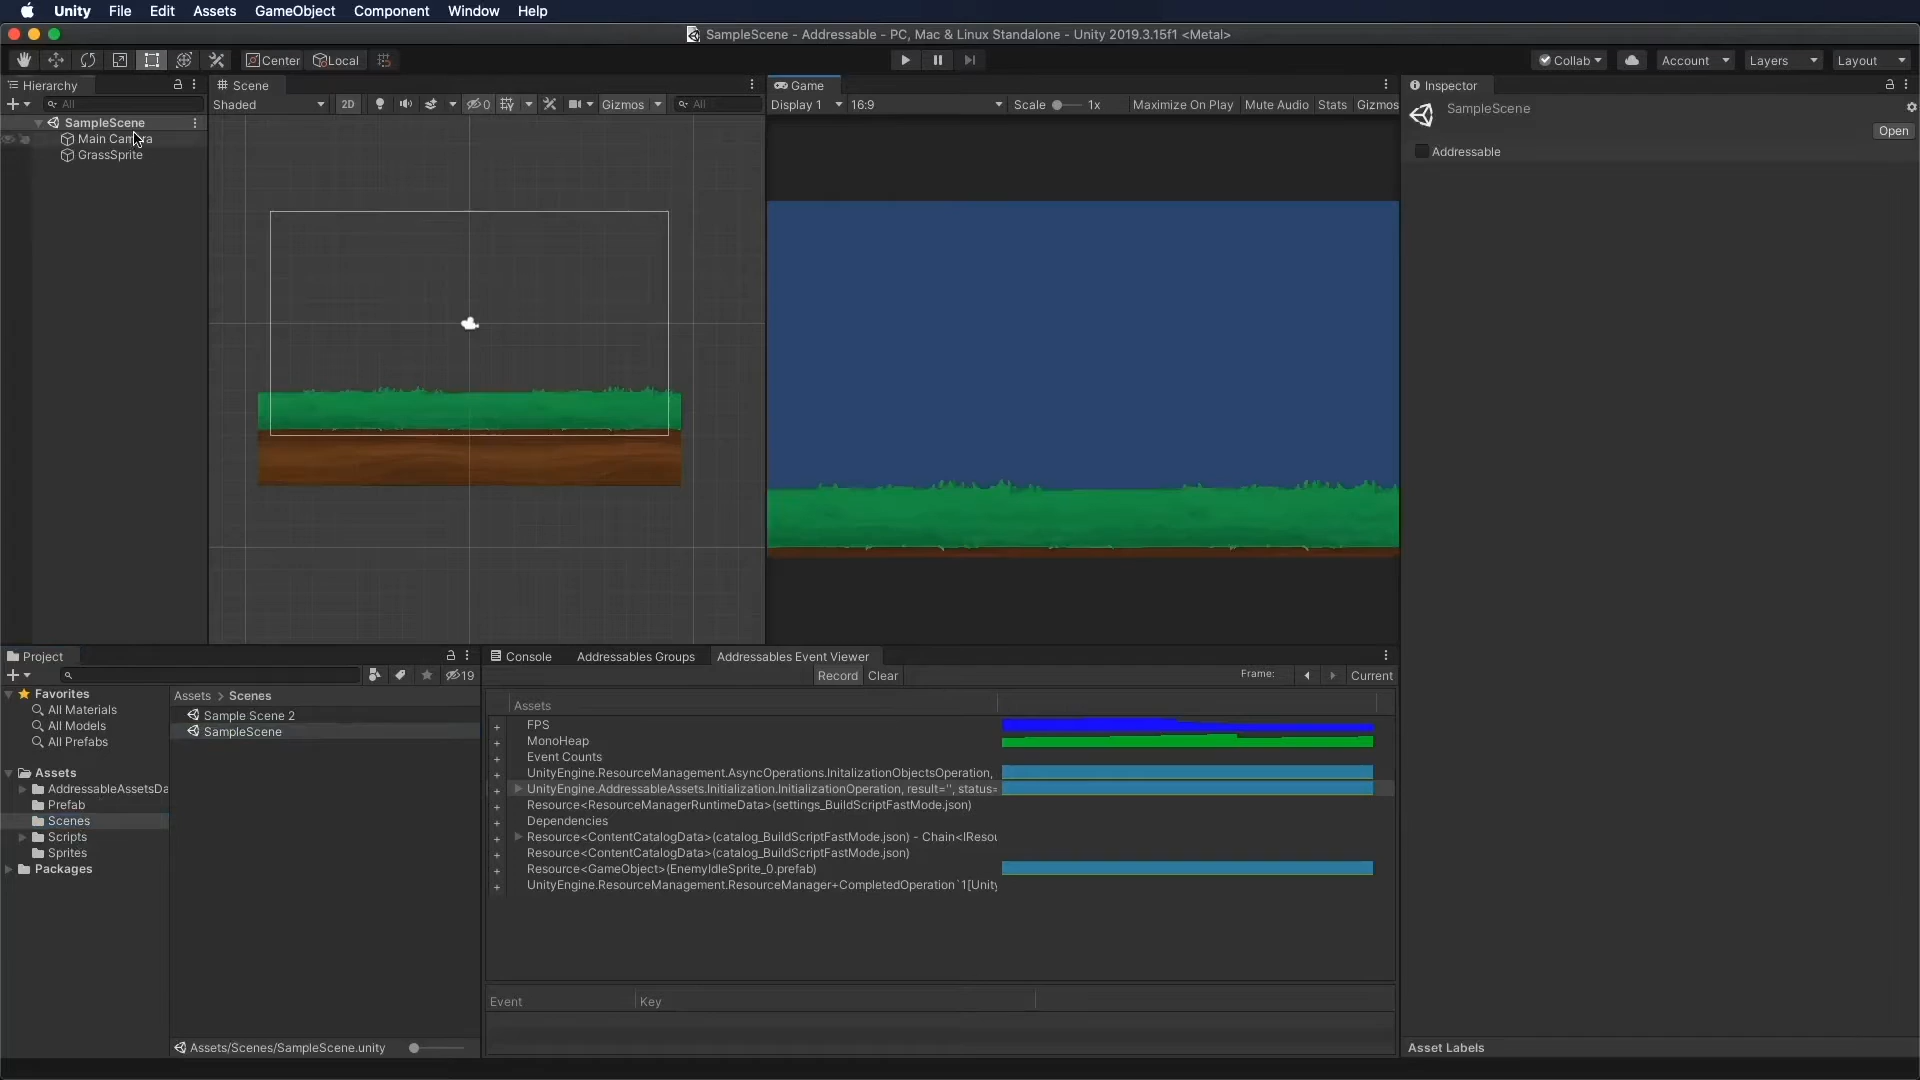 Unity File Edit Assets GameObject Component Window Help
SampleScene - Addressable - PC, Mac & Linux Standalone - Unity 2019.3.15f1 <Metal>
Center Local Collab Account Layers Layout
Hierarchy
All
SampleScene
Main Camera
GrassSprite
Scene
Shaded 2D 0 Gizmos All
Game
Display 1 16:9 Scale 1x Maximize On Play Mute Audio Stats Gizmos
Inspector
SampleScene
Open
Addressable
Project
19
Favorites
All Materials
All Models
All Prefabs
Assets
AddressableAssetsDa
Prefab
Scenes
Scripts
Sprites
Packages
Assets > Scenes
Sample Scene 2
SampleScene
Assets/Scenes/SampleScene.unity
Console Addressables Groups Addressables Event Viewer
Record Clear Frame: Current
Assets
+ FPS
+ MonoHeap
+ Event Counts
+ UnityEngine.ResourceManagement.AsyncOperations.InitalizationObjectsOperation,
+ UnityEngine.AddressableAssets.Initialization.InitializationOperation, result='', status=
+ Resource<ResourceManagerRuntimeData>(settings_BuildScriptFastMode.json)
+ Dependencies
+ Resource<ContentCatalogData>(catalog_BuildScriptFastMode.json) - Chain<IResou
+ Resource<ContentCatalogData>(catalog_BuildScriptFastMode.json)
+ Resource<GameObject>(EnemyIdleSprite_0.prefab)
+ UnityEngine.ResourceManagement.ResourceManager+CompletedOperation`1[Unity
Event Key
Asset Labels